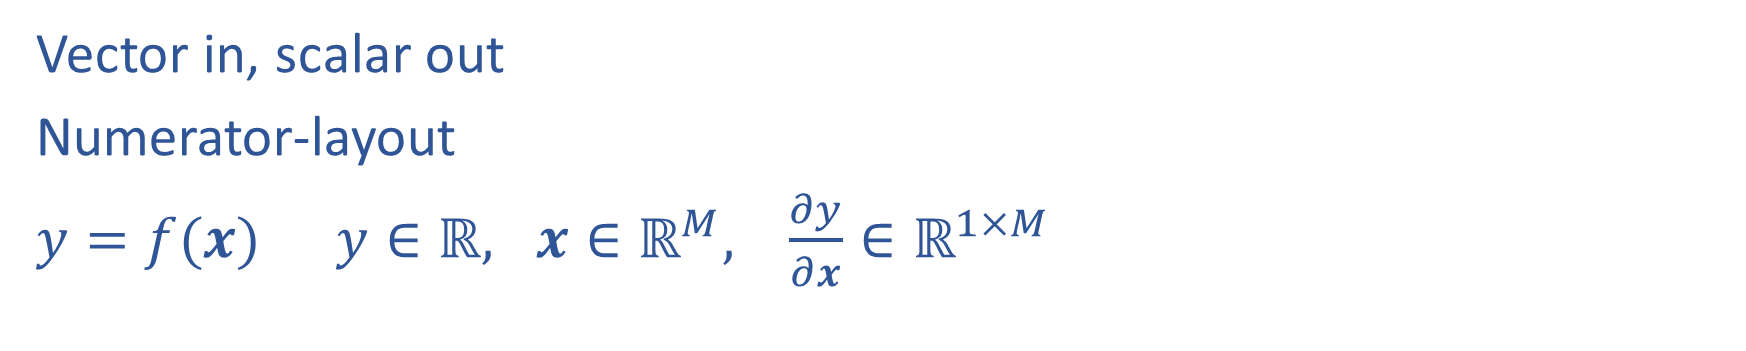 Vector in, scalar out
Numerator-layout
𝑦 = 𝑓(𝒙)   𝑦 ∈ ℝ,  𝒙 ∈ ℝ^𝑀,  ∂𝑦/∂𝒙 ∈ ℝ^{1×𝑀}